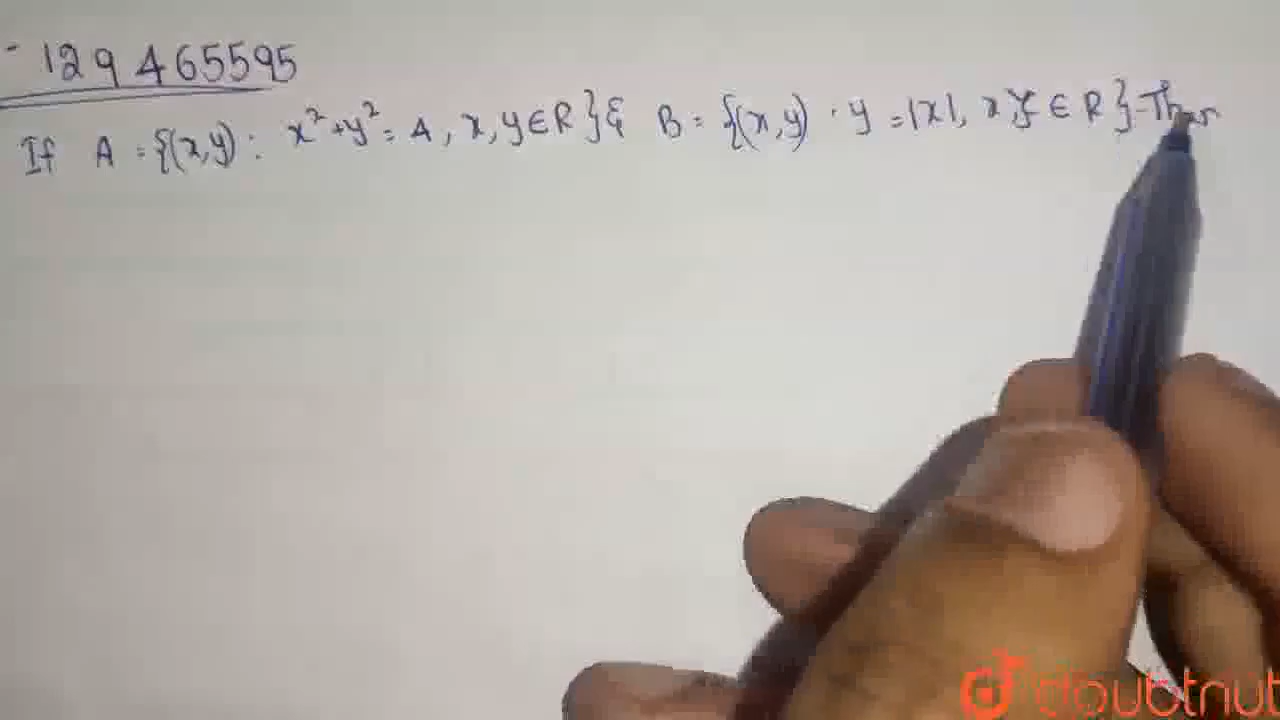 - 129465595
If A = {(x,y) : x²+y² = 4, x,y∈R} & B = {(x,y) · y = |x|, x,y ∈ R} Then
doubtnut